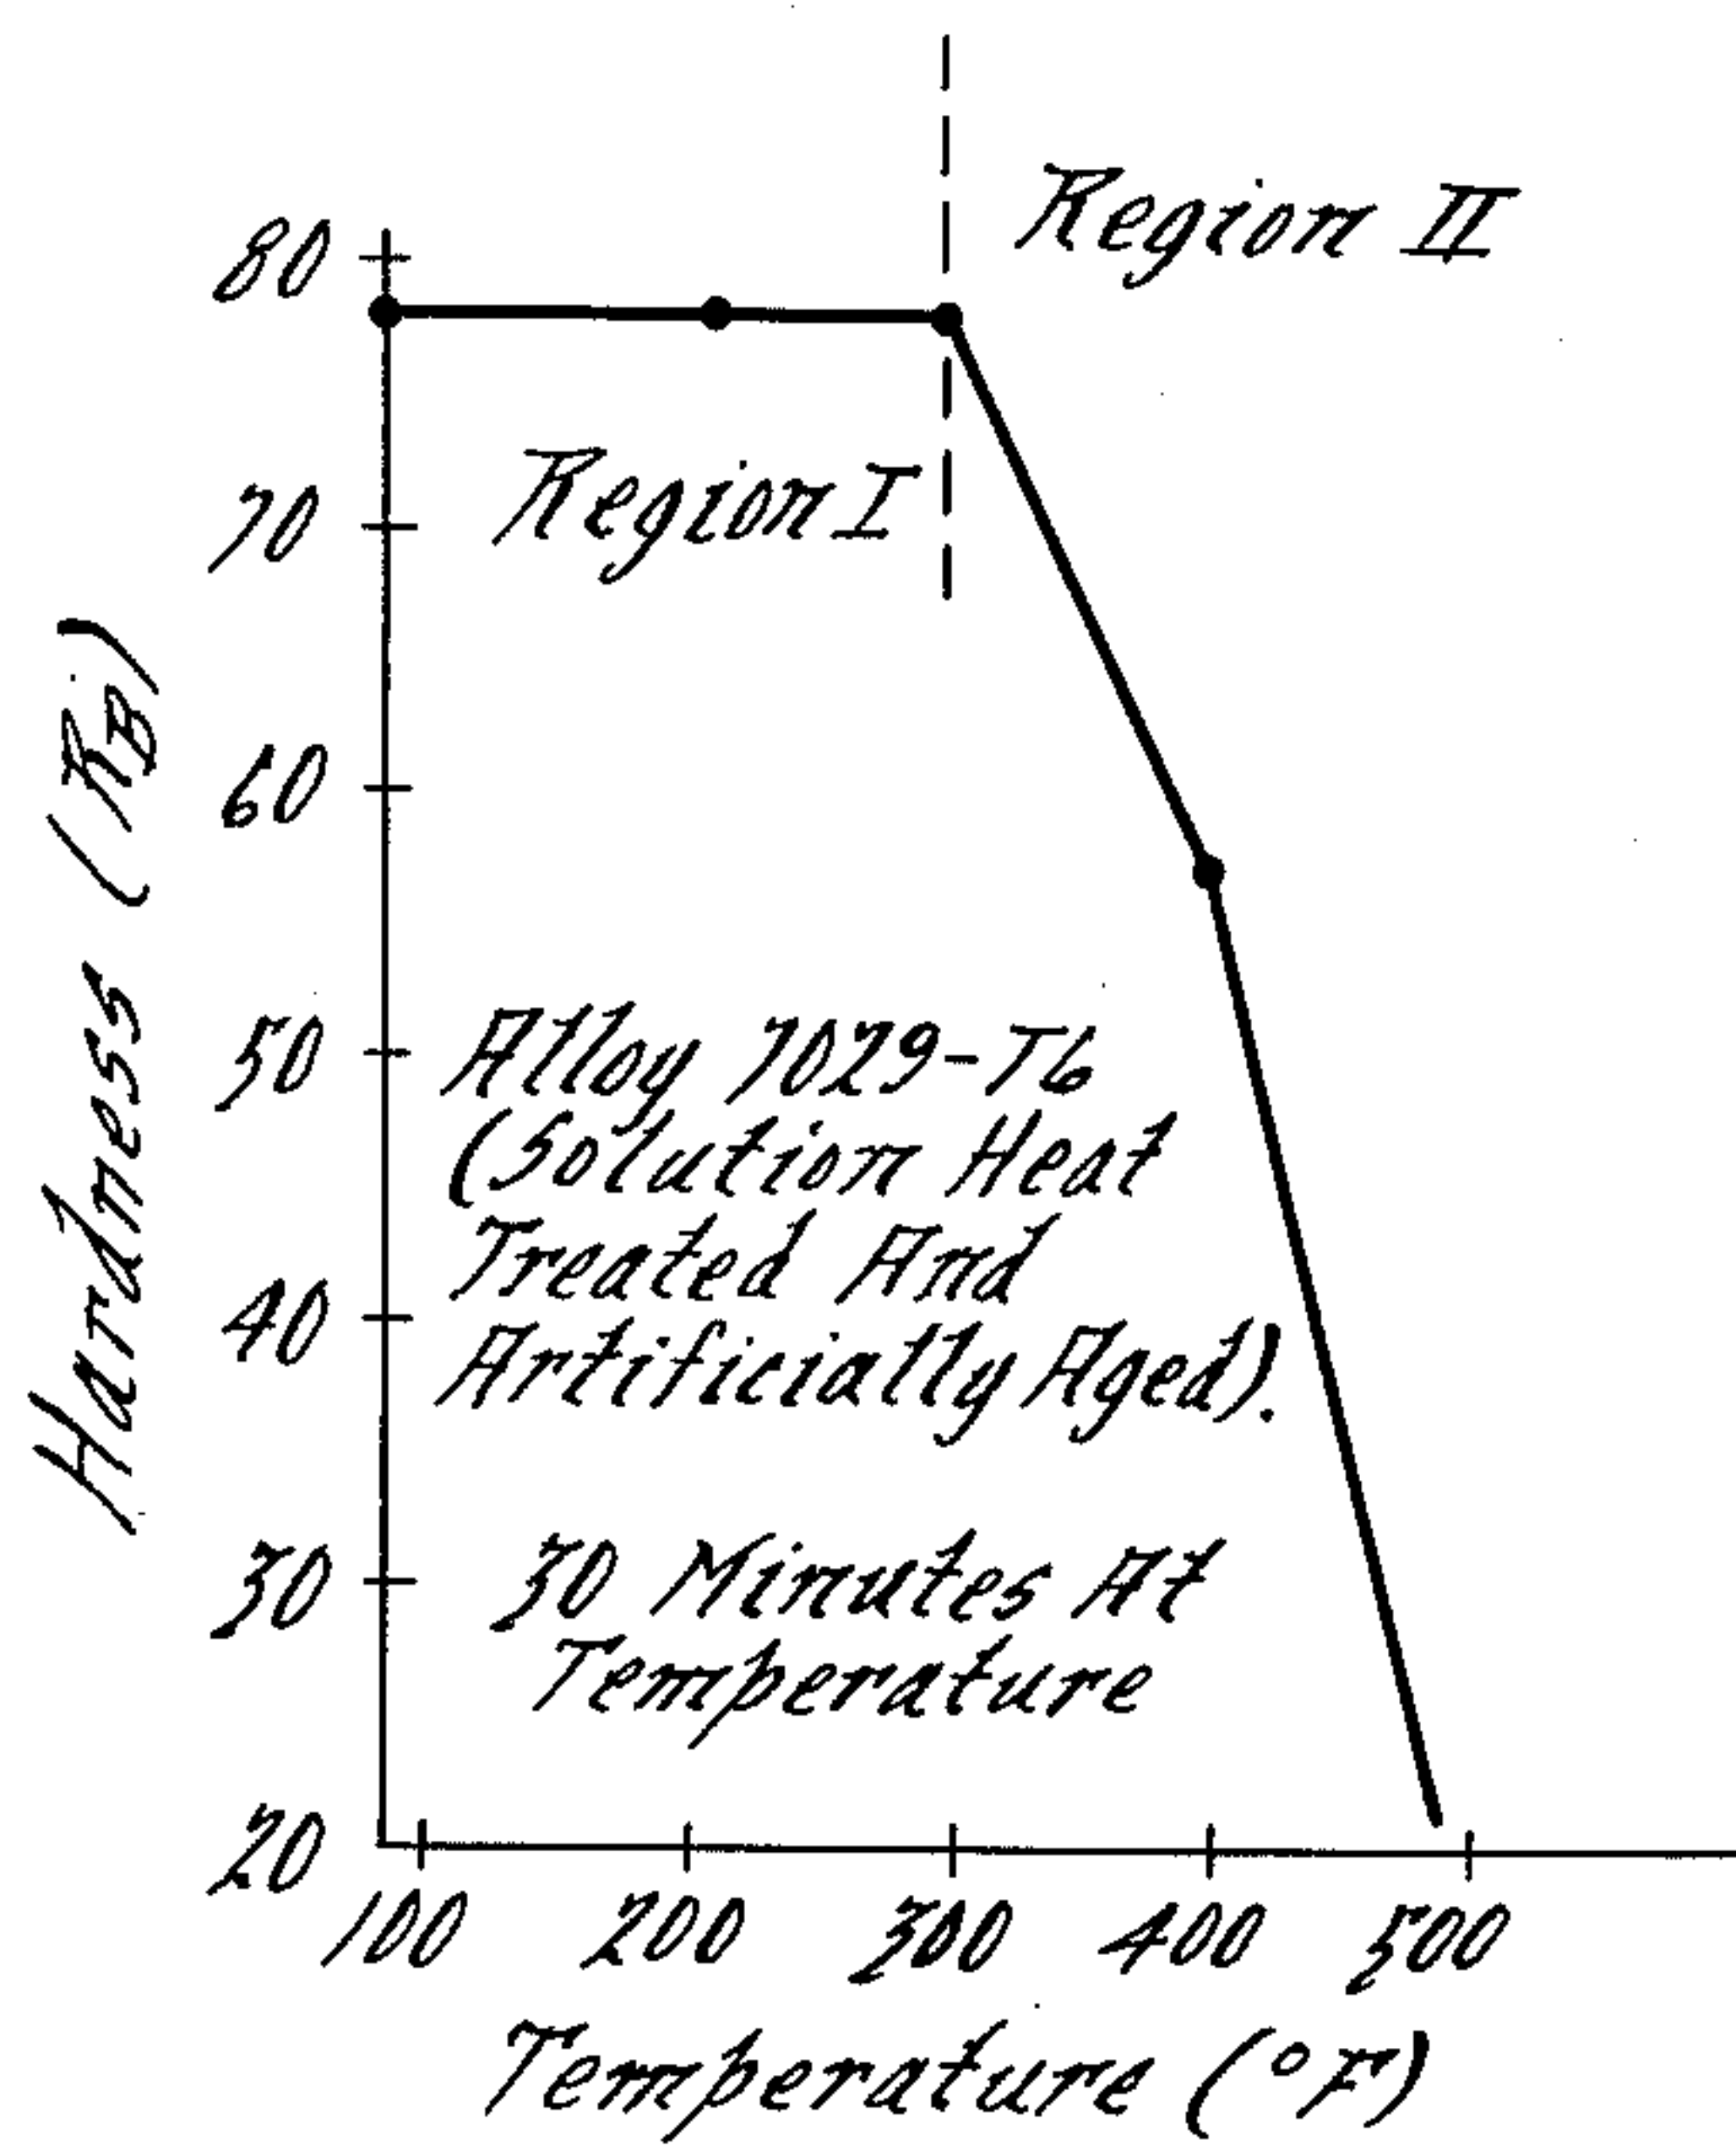 Region II
80
Region I
70
60
50
40
30
20
Hardness (RB)
Alloy 7029-T6
(Solution Heat
Treated And
Artificially Aged).
30 Minutes At
Temperature
100 200 300 400 500
Temperature (°F)